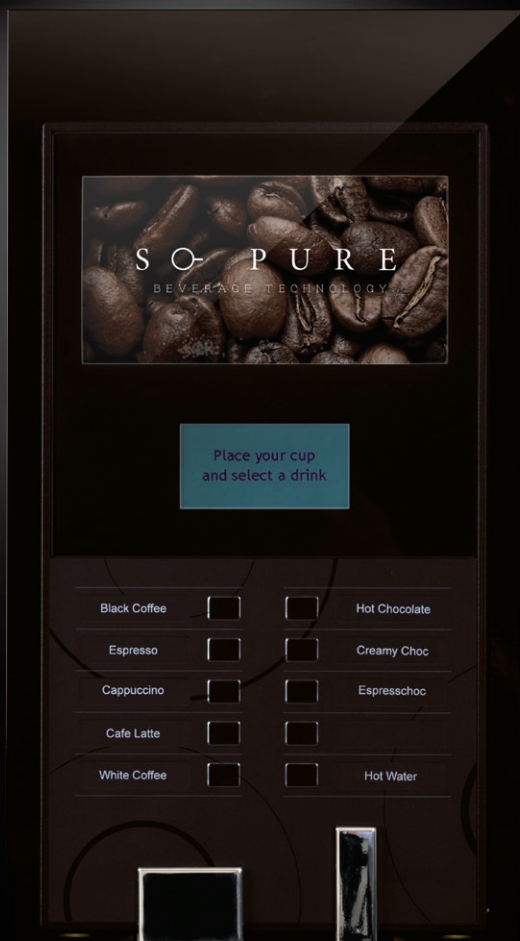 SO PURE
BEVERAGE TECHNOLOGY
Place your cup
and select a drink
Black Coffee
Hot Chocolate
Espresso
Creamy Choc
Cappuccino
Espresschoc
Cafe Latte
White Coffee
Hot Water